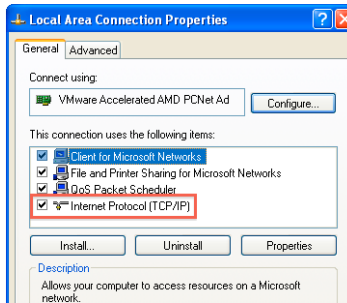 Local Area Connection Properties
General Advanced
Connect using:
VMware Accelerated AMD PCNet Ad Configure...
This connection uses the following items:
Client for Microsoft Networks
File and Printer Sharing for Microsoft Networks
QoS Packet Scheduler
Internet Protocol (TCP/IP)
Install... Uninstall Properties
Description
Allows your computer to access resources on a Microsoft
network.